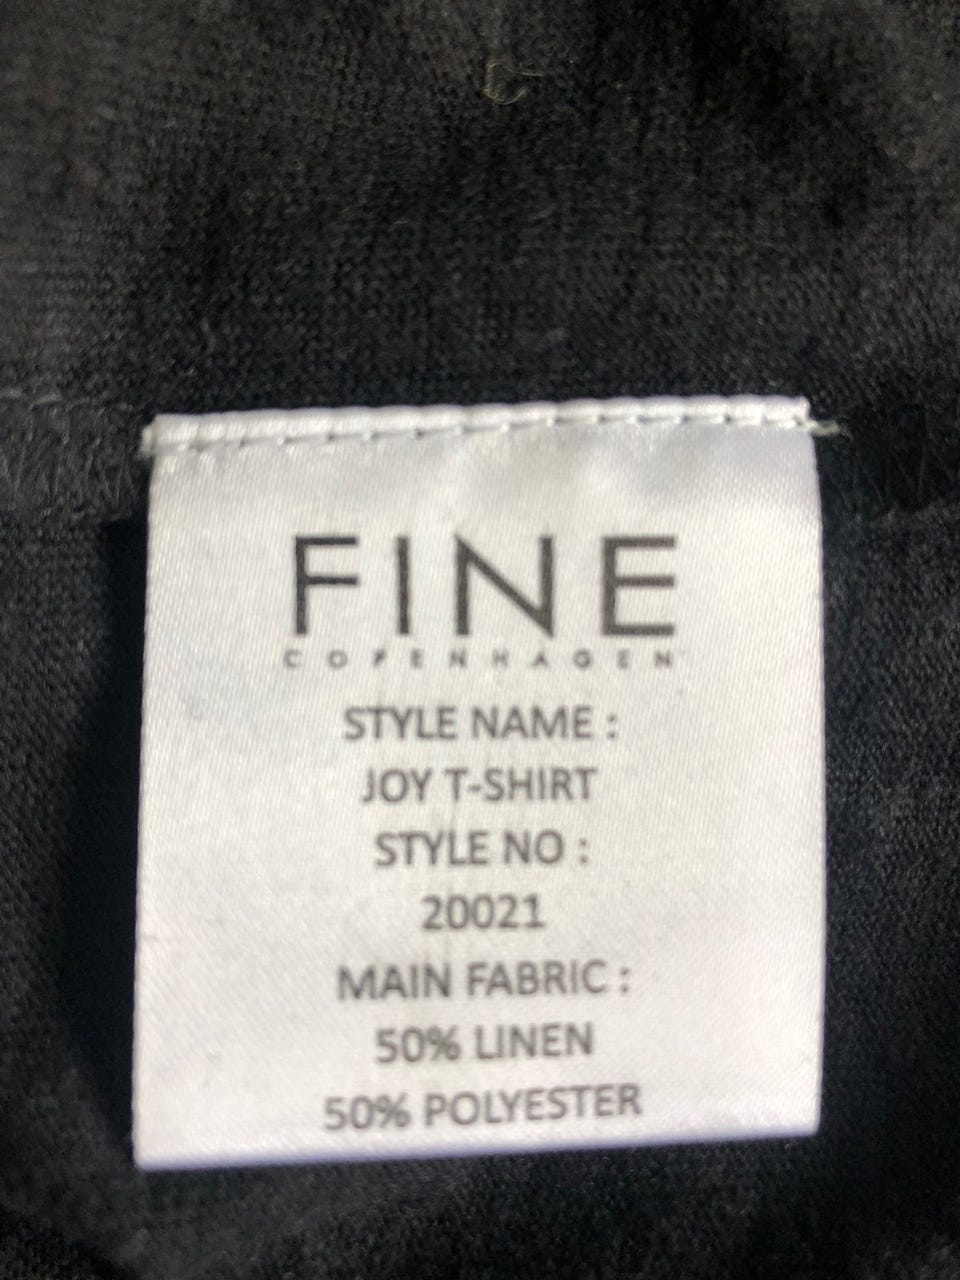 FINE
COPENHAGEN
STYLE NAME :
JOY T-SHIRT
STYLE NO :
20021
MAIN FABRIC :
50% LINEN
50% POLYESTER